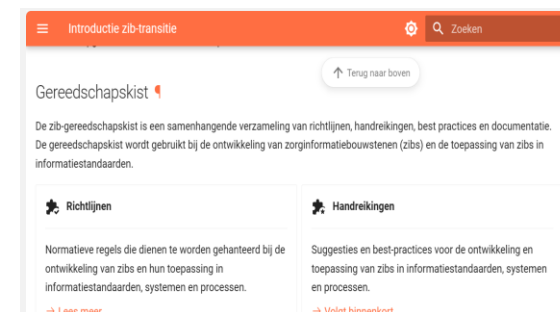 Introductie zib-transitie
Zoeken
Terug naar boven
Gereedschapskist ¶
De zib-gereedschapskist is een samenhangende verzameling van richtlijnen, handreikingen, best practices en documentatie.
De gereedschapskist wordt gebruikt bij de ontwikkeling van zorginformatiebouwstenen (zibs) en de toepassing van zibs in
informatiestandaarden.
Richtlijnen
Normatieve regels die dienen te worden gehanteerd bij de
ontwikkeling van zibs en hun toepassing in
informatiestandaarden, systemen en processen.
→ Lees meer
Handreikingen
Suggesties en best-practices voor de ontwikkeling en
toepassing van zibs in informatiestandaarden, systemen
en processen.
→ Volgt binnenkort